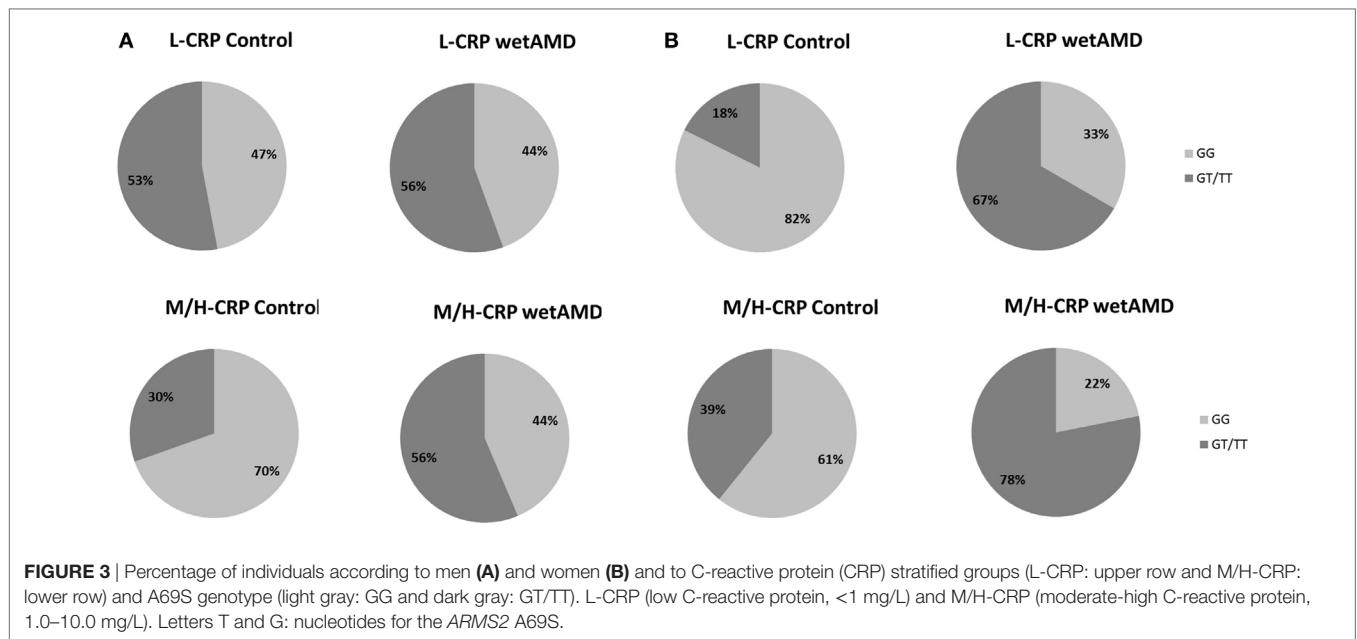 A L-CRP Control
L-CRP wetAMD
B L-CRP Control
L-CRP wetAMD
53%
47%
56%
44%
18%
82%
67%
33%
GG
GT/TT
M/H-CRP Control
M/H-CRP wetAMD
M/H-CRP Control
M/H-CRP wetAMD
30%
70%
56%
44%
39%
61%
78%
22%
GG
GT/TT
FIGURE 3 | Percentage of individuals according to men (A) and women (B) and to C-reactive protein (CRP) stratified groups (L-CRP: upper row and M/H-CRP:
lower row) and A69S genotype (light gray: GG and dark gray: GT/TT). L-CRP (low C-reactive protein, <1 mg/L) and M/H-CRP (moderate-high C-reactive protein,
1.0–10.0 mg/L). Letters T and G: nucleotides for the ARMS2 A69S.